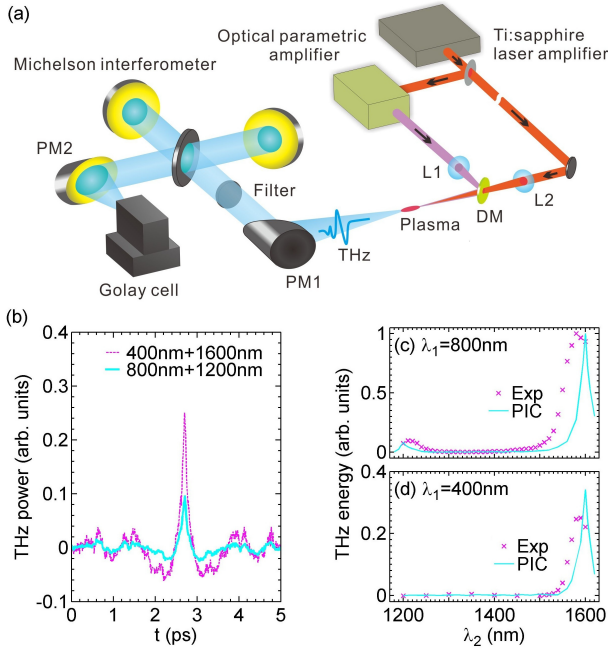 (a)
Optical parametric
amplifier
Ti:sapphire
laser amplifier
Michelson interferometer
PM2
Filter
L1
L2
DM
Plasma
THz
PM1
Golay cell
(b)
THz power (arb. units)
0.4
0.3
0.2
0.1
0
-0.1
400nm+1600nm
800nm+1200nm
0 1 2 3 4 5
t (ps)
THz energy (arb. units)
(c) λ₁=800nm
1
0.5
0
Exp
PIC
(d) λ₁=400nm
0.2
0
Exp
PIC
1200 1300 1400 1500 1600
λ₂ (nm)